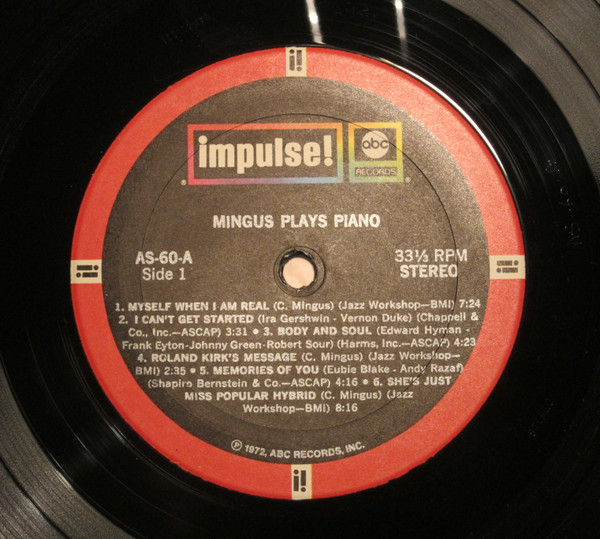 i!
impulse!
abc
RECORDS
®
®
MINGUS PLAYS PIANO
AS-60-A
Side 1
33⅓ RPM
STEREO
i!
i!
1. MYSELF WHEN I AM REAL (C. Mingus) (Jazz Workshop—BMI) 7:24
2. I CAN'T GET STARTED (Ira Gershwin - Vernon Duke) (Chappell &
Co., Inc.—ASCAP) 3:31 • 3. BODY AND SOUL (Edward Hyman -
Frank Eyton-Johnny Green-Robert Sour) (Harms, Inc.—ASCAP) 4:23
4. ROLAND KIRK'S MESSAGE (C. Mingus) (Jazz Workshop—
BMI) 2:35 • 5. MEMORIES OF YOU (Eubie Blake - Andy Razaf)
(Shapiro Bernstein & Co.—ASCAP) 4:16 • 6. SHE'S JUST
MISS POPULAR HYBRID (C. Mingus) (Jazz
Workshop—BMI) 8:16
℗ 1972, ABC RECORDS, INC.
i!